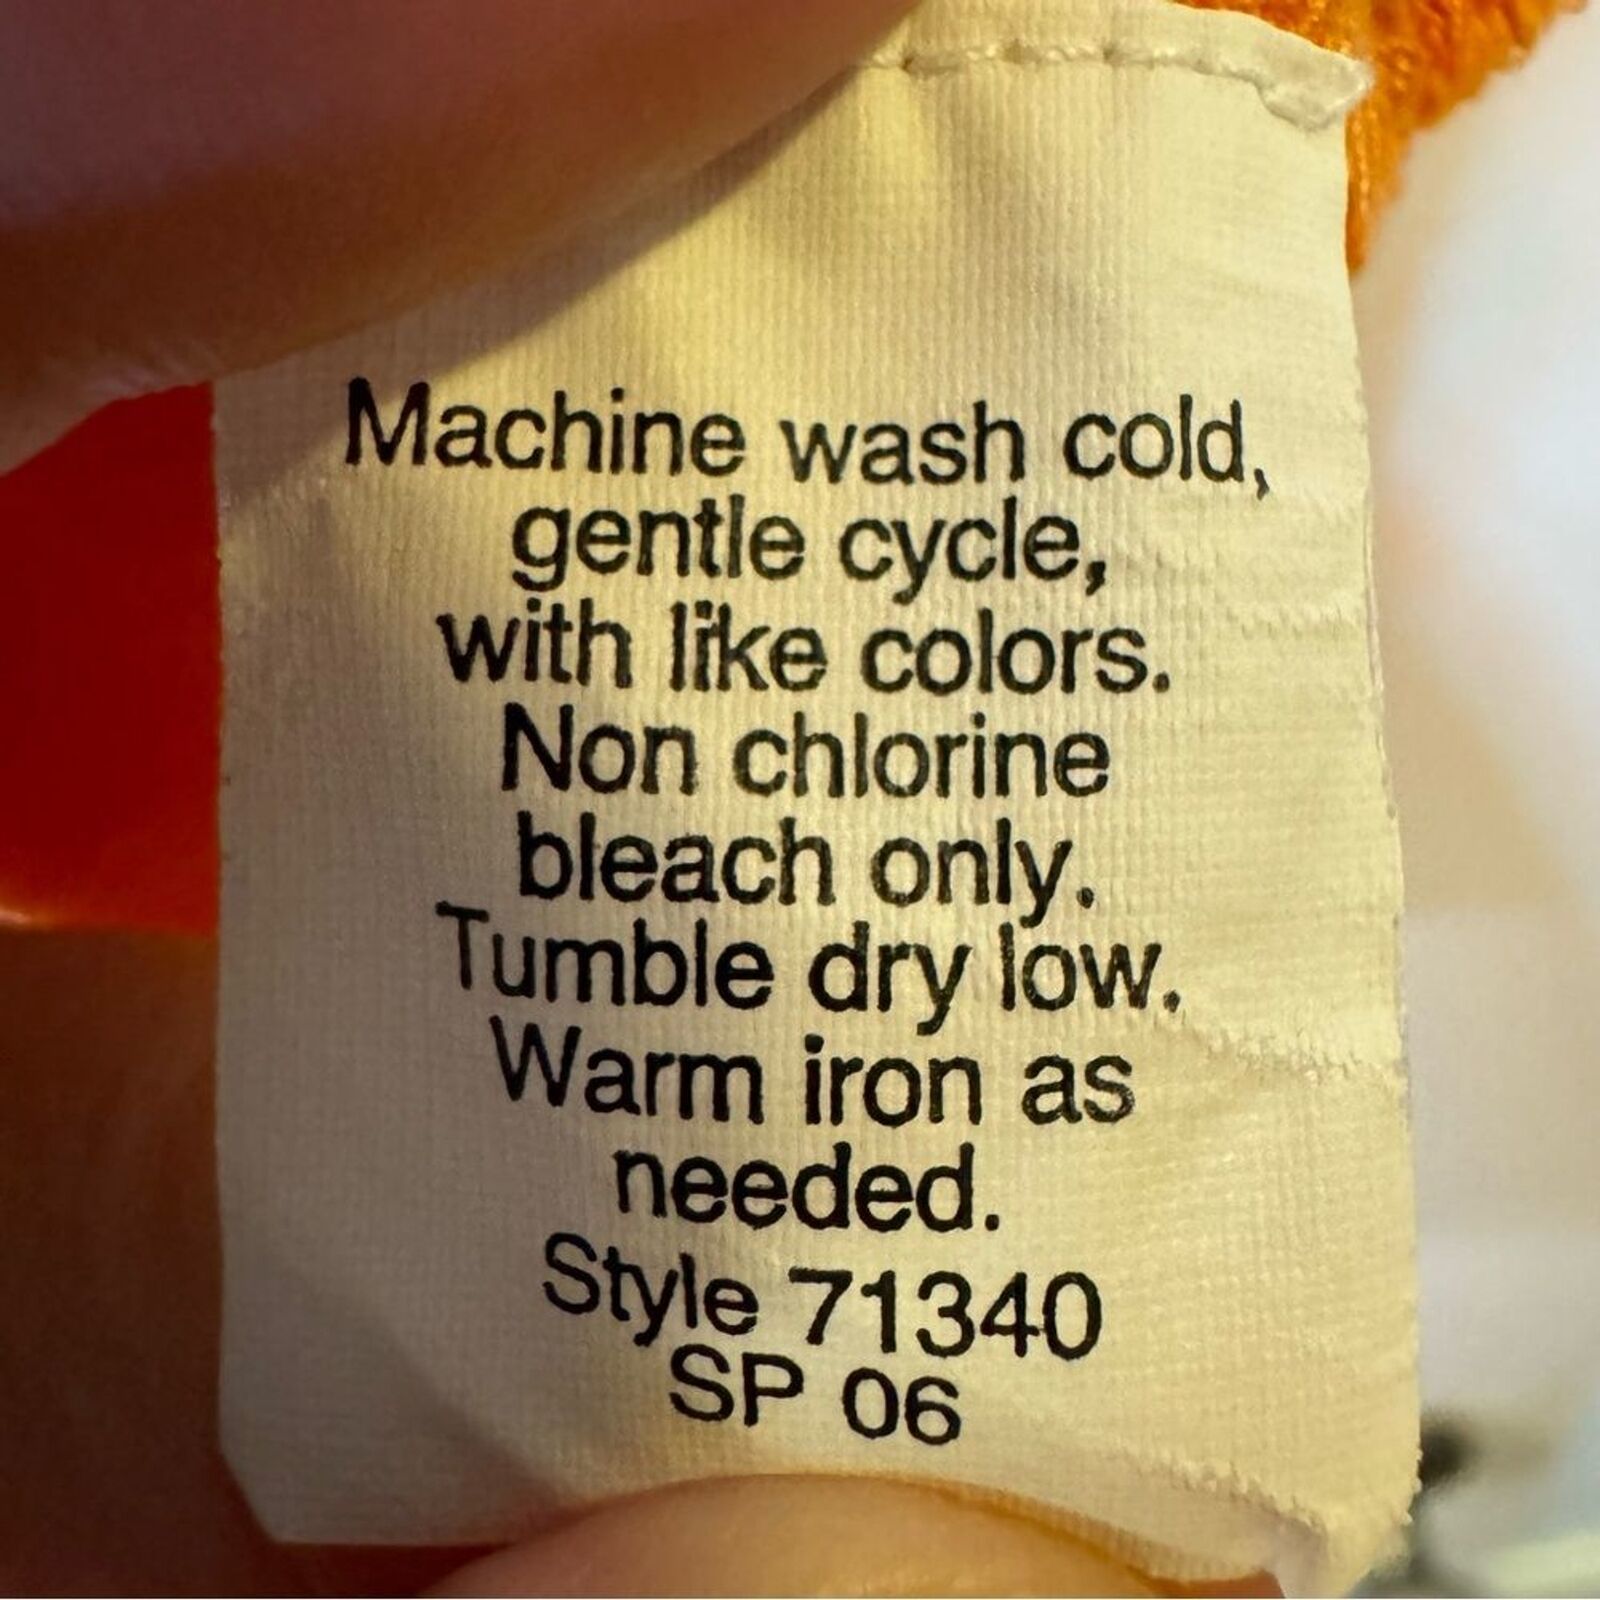 Machine wash cold,
gentle cycle,
with like colors.
Non chlorine
bleach only.
Tumble dry low.
Warm iron as
needed.
Style 71340
SP 06